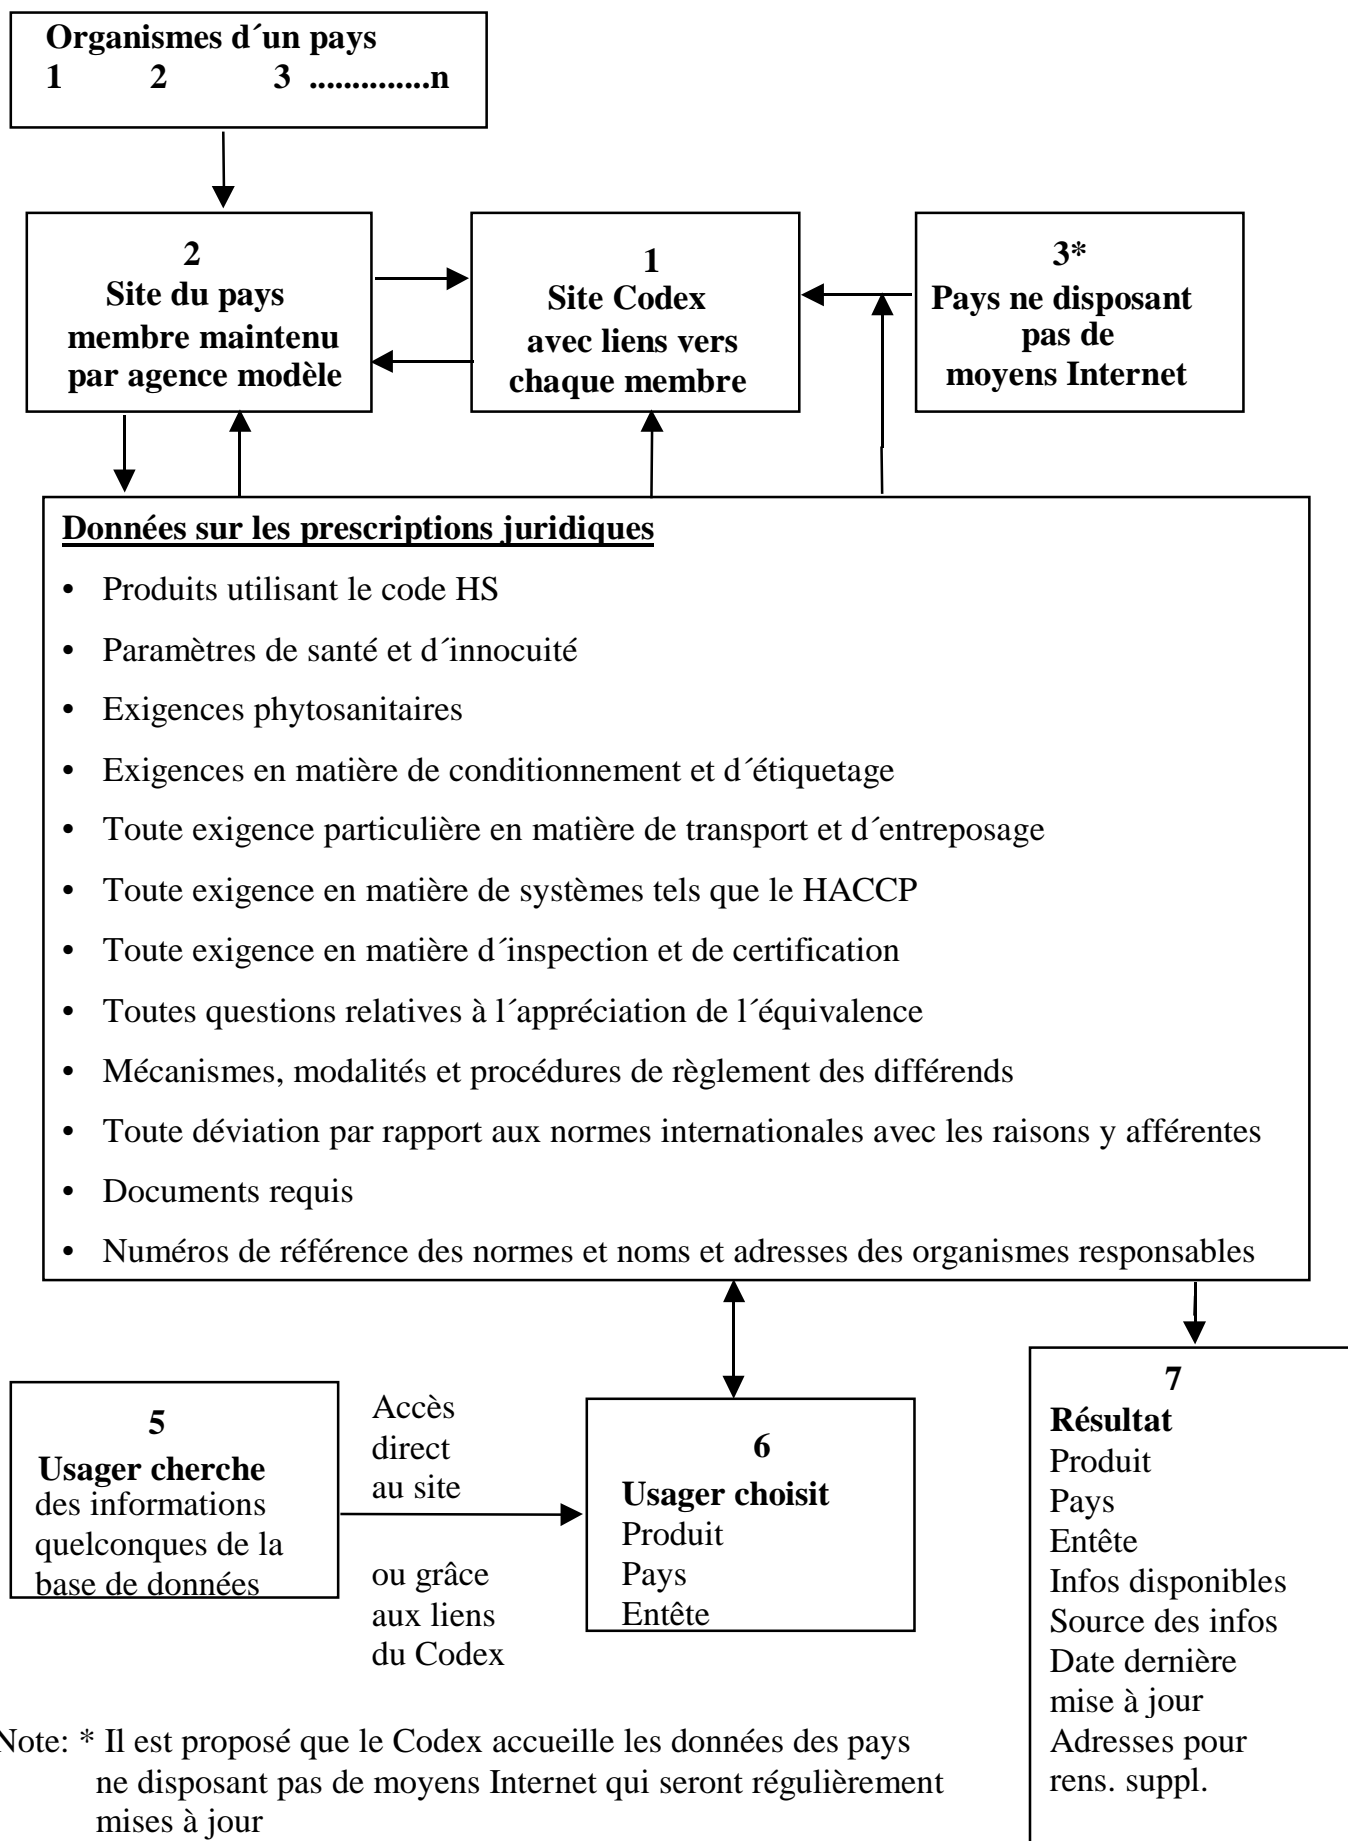 Organismes d´un pays
1 2 3 ..............n
2
Site du pays
membre maintenu
par agence modèle
1
Site Codex
avec liens vers
chaque membre
3*
Pays ne disposant
pas de
moyens Internet
Données sur les prescriptions juridiques
• Produits utilisant le code HS
• Paramètres de santé et d´innocuité
• Exigences phytosanitaires
• Exigences en matière de conditionnement et d´étiquetage
• Toute exigence particulière en matière de transport et d´entreposage
• Toute exigence en matière de systèmes tels que le HACCP
• Toute exigence en matière d´inspection et de certification
• Toutes questions relatives à l´appréciation de l´équivalence
• Mécanismes, modalités et procédures de règlement des différends
• Toute déviation par rapport aux normes internationales avec les raisons y afférentes
• Documents requis
• Numéros de référence des normes et noms et adresses des organismes responsables
5
Usager cherche
des informations
quelconques de la
base de données
Accès
direct
au site
ou grâce
aux liens
du Codex
6
Usager choisit
Produit
Pays
Entête
7
Résultat
Produit
Pays
Entête
Infos disponibles
Source des infos
Date dernière
mise à jour
Adresses pour
rens. suppl.
Note: * Il est proposé que le Codex accueille les données des pays
ne disposant pas de moyens Internet qui seront régulièrement
mises à jour